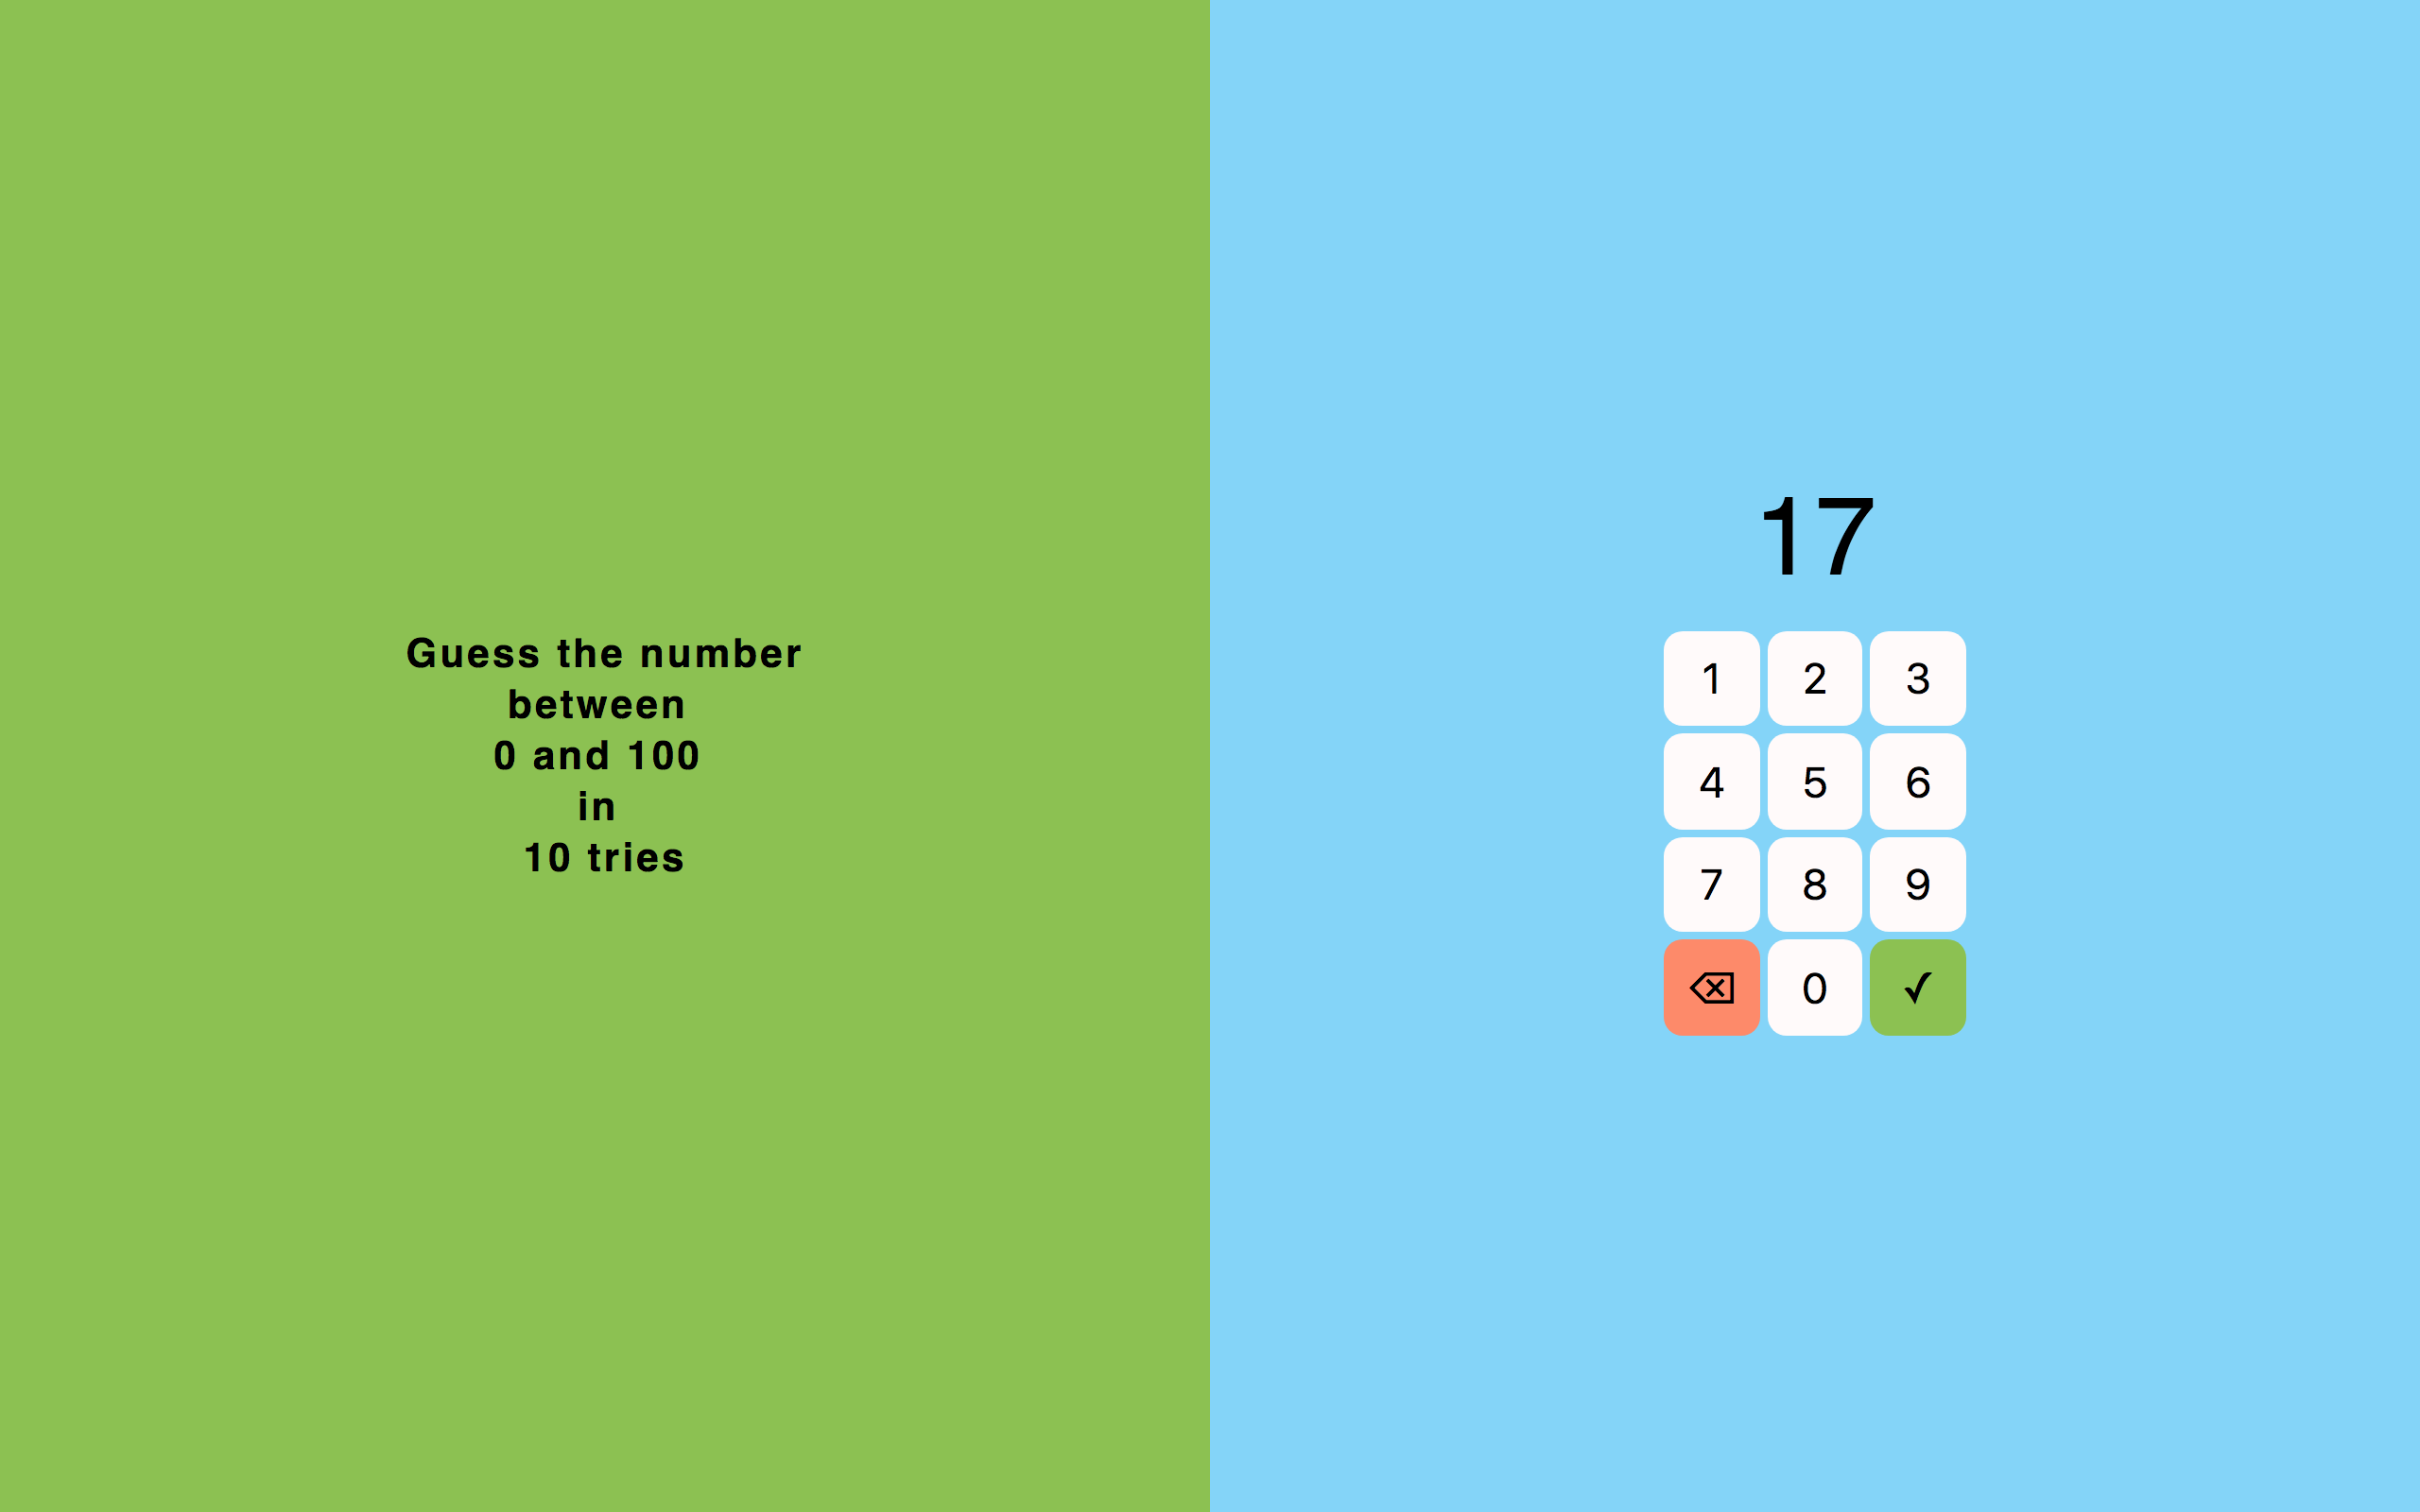 Guess the number
between
0 and 100
in
10 tries
17
1 2 3
4 5 6
7 8 9
0 ✓